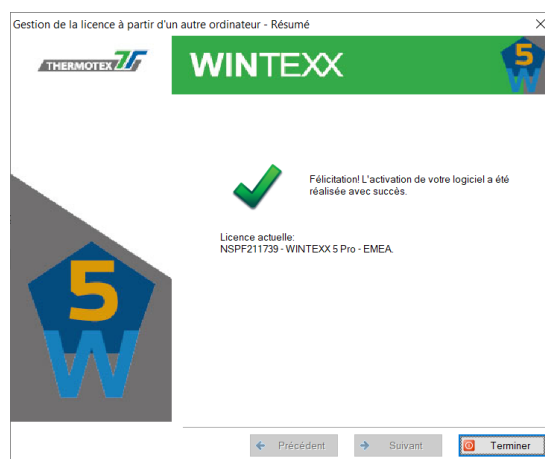 Gestion de la licence à partir d'un autre ordinateur - Résumé
THERMOTEX
WINTEXX
5
W
Félicitation! L'activation de votre logiciel a été
réalisée avec succès.
Licence actuelle:
NSPF211739 - WINTEXX 5 Pro - EMEA.
5
W
Précédent
Suivant
Terminer